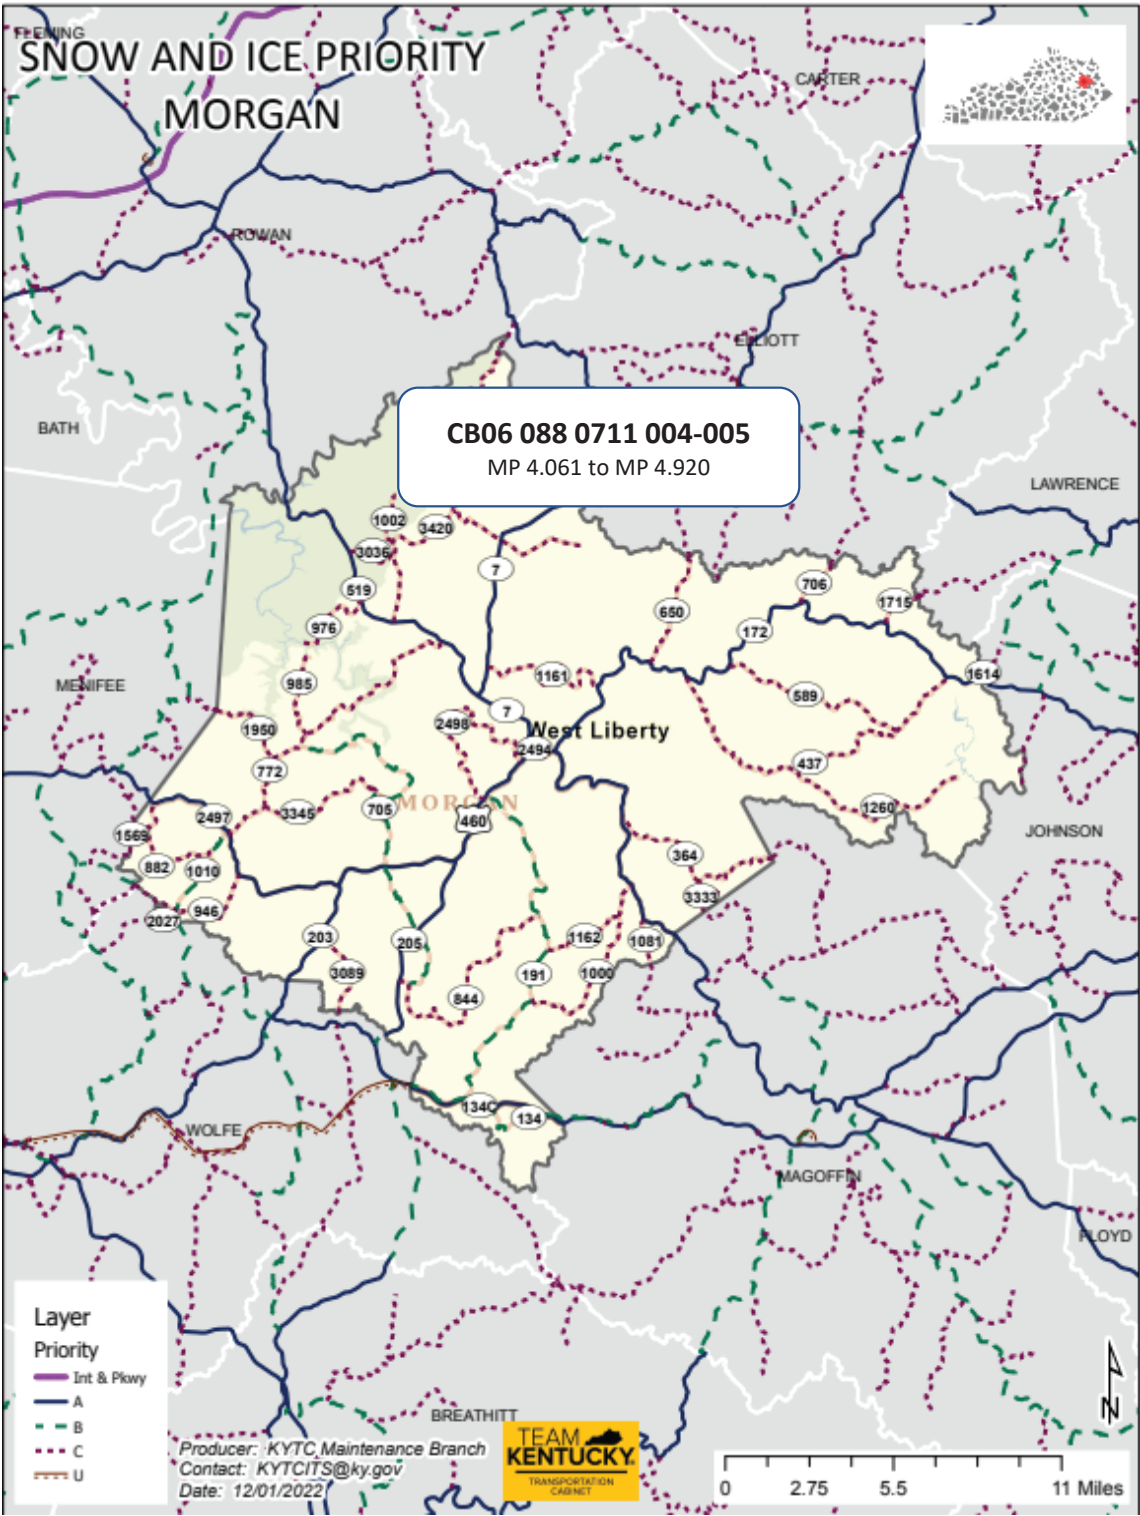 FLEMING
SNOW AND ICE PRIORITY
MORGAN
CARTER
ROWAN
ELLIOTT
BATH
CB06 088 0711 004-005
MP 4.061 to MP 4.920
LAWRENCE
1002
3420
3036
7
519
706
1715
650
976
172
1161
1614
MENIFEE
985
589
7
2498
1950
West Liberty
2494
437
772
MORGAN
705
3345
2497
460
1260
1569
JOHNSON
364
882
1010
3333
946
2027
203
205
1162
1081
3089
191
1000
844
134C
134
WOLFE
MAGOFFIN
FLOYD
Layer
Priority
Int & Pkwy
A
B
C
U
BREATHITT
Producer: KYTC Maintenance Branch
Contact: KYTCITS@ky.gov
Date: 12/01/2022
TEAM
KENTUCKY
TRANSPORTATION
CABINET
N
0 2.75 5.5 11 Miles